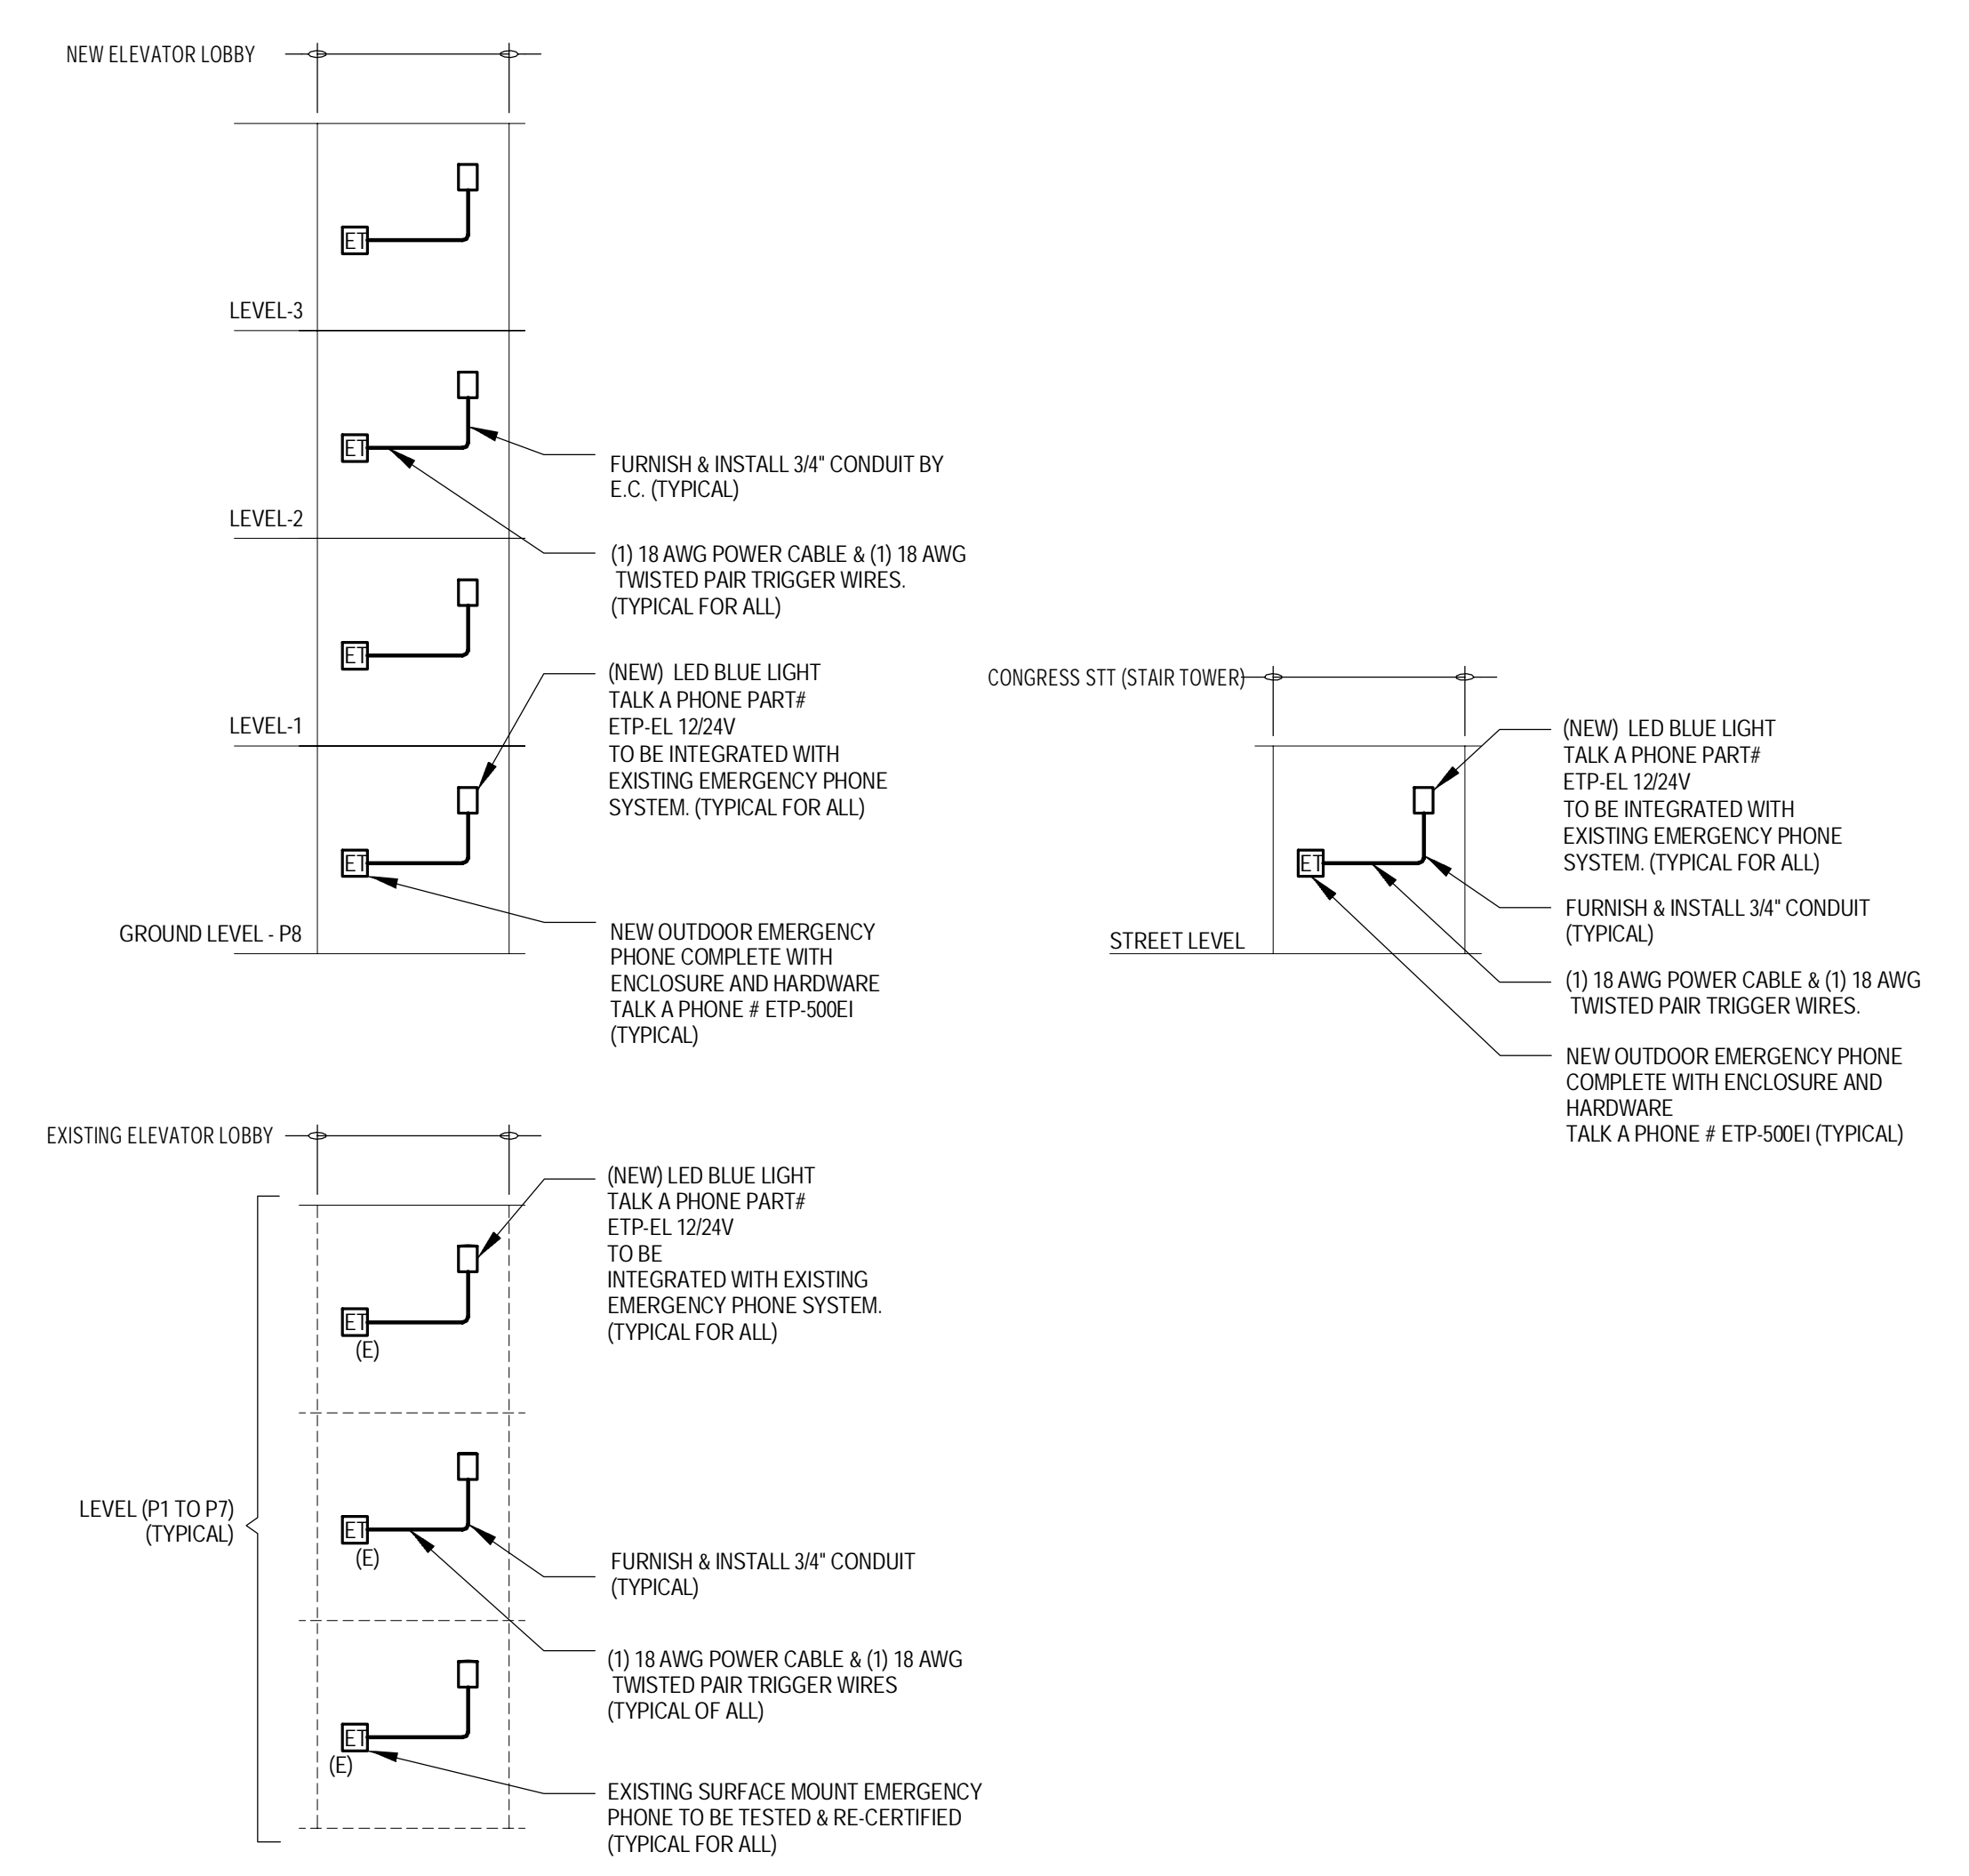 NEW ELEVATOR LOBBY
ET
LEVEL-3
ET
FURNISH & INSTALL 3/4" CONDUIT BY
E.C. (TYPICAL)
LEVEL-2
(1) 18 AWG POWER CABLE & (1) 18 AWG
TWISTED PAIR TRIGGER WIRES.
(TYPICAL FOR ALL)
ET
LEVEL-1
(NEW) LED BLUE LIGHT
TALK A PHONE PART#
ETP-EL 12/24V
TO BE INTEGRATED WITH
EXISTING EMERGENCY PHONE
SYSTEM. (TYPICAL FOR ALL)
ET
GROUND LEVEL - P8
NEW OUTDOOR EMERGENCY
PHONE COMPLETE WITH
ENCLOSURE AND HARDWARE
TALK A PHONE # ETP-500EI
(TYPICAL)
CONGRESS STT (STAIR TOWER)
(NEW) LED BLUE LIGHT
TALK A PHONE PART#
ETP-EL 12/24V
TO BE INTEGRATED WITH
EXISTING EMERGENCY PHONE
SYSTEM. (TYPICAL FOR ALL)
ET
FURNISH & INSTALL 3/4" CONDUIT
(TYPICAL)
STREET LEVEL
(1) 18 AWG POWER CABLE & (1) 18 AWG
TWISTED PAIR TRIGGER WIRES.
NEW OUTDOOR EMERGENCY PHONE
COMPLETE WITH ENCLOSURE AND
HARDWARE
TALK A PHONE # ETP-500EI (TYPICAL)
EXISTING ELEVATOR LOBBY
(NEW) LED BLUE LIGHT
TALK A PHONE PART#
ETP-EL 12/24V
TO BE
INTEGRATED WITH EXISTING
EMERGENCY PHONE SYSTEM.
(TYPICAL FOR ALL)
ET
(E)
LEVEL (P1 TO P7)
(TYPICAL)
ET
(E)
FURNISH & INSTALL 3/4" CONDUIT
(TYPICAL)
(1) 18 AWG POWER CABLE & (1) 18 AWG
TWISTED PAIR TRIGGER WIRES
(TYPICAL OF ALL)
ET
(E)
EXISTING SURFACE MOUNT EMERGENCY
PHONE TO BE TESTED & RE-CERTIFIED
(TYPICAL FOR ALL)